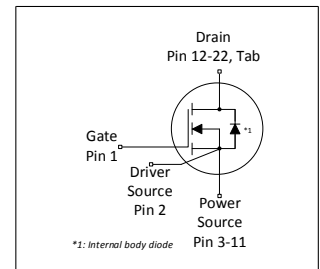 Drain
Pin 12-22, Tab
*1
Gate
Pin 1
Driver
Source
Pin 2
Power
Source
Pin 3-11
*1: Internal body diode